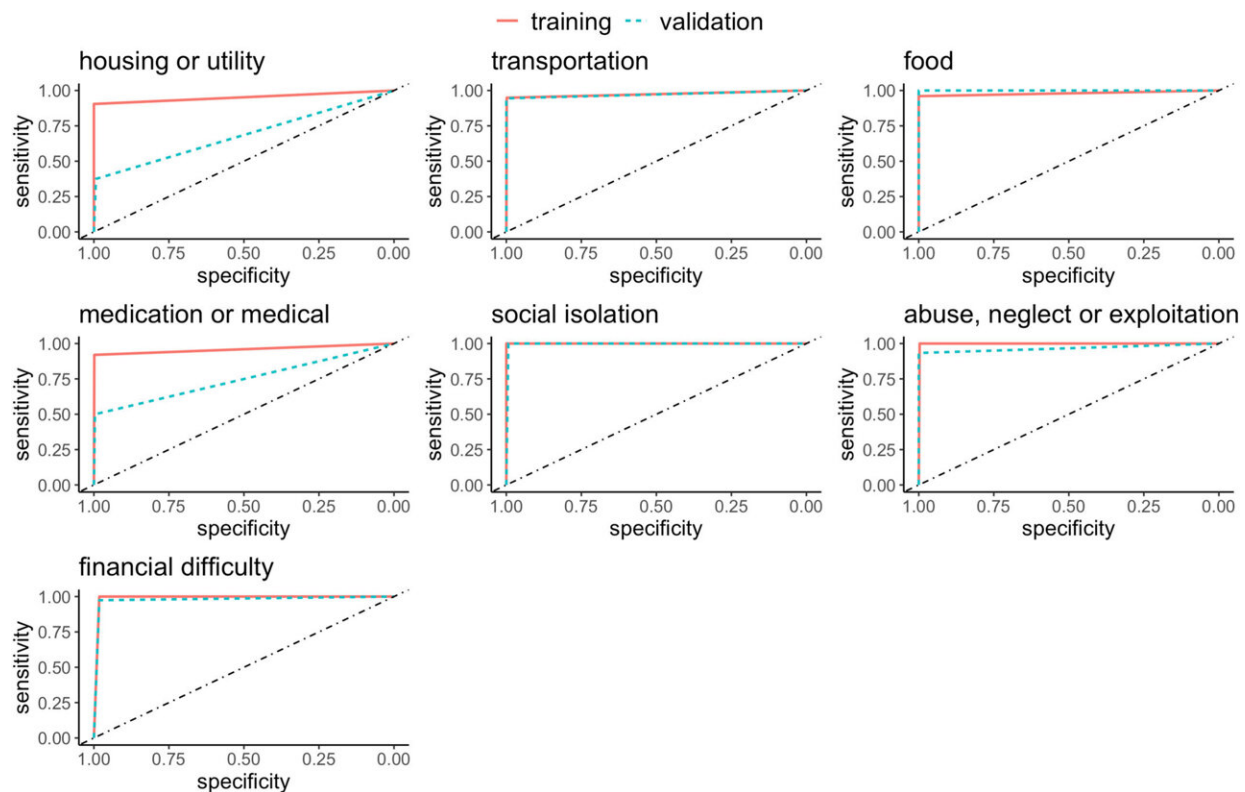 training validation
housing or utility transportation food
1.00 1.00 1.00
0.75 0.75 0.75
0.50 0.50 0.50
0.25 0.25 0.25
0.00 0.00 0.00
sensitivity sensitivity sensitivity
1.00 0.75 0.50 0.25 0.00 1.00 0.75 0.50 0.25 0.00 1.00 0.75 0.50 0.25 0.00
specificity specificity specificity
medication or medical social isolation abuse, neglect or exploitation
1.00 1.00 1.00
0.75 0.75 0.75
0.50 0.50 0.50
0.25 0.25 0.25
0.00 0.00 0.00
sensitivity sensitivity sensitivity
1.00 0.75 0.50 0.25 0.00 1.00 0.75 0.50 0.25 0.00 1.00 0.75 0.50 0.25 0.00
specificity specificity specificity
financial difficulty
1.00
0.75
0.50
0.25
0.00
sensitivity
1.00 0.75 0.50 0.25 0.00
specificity